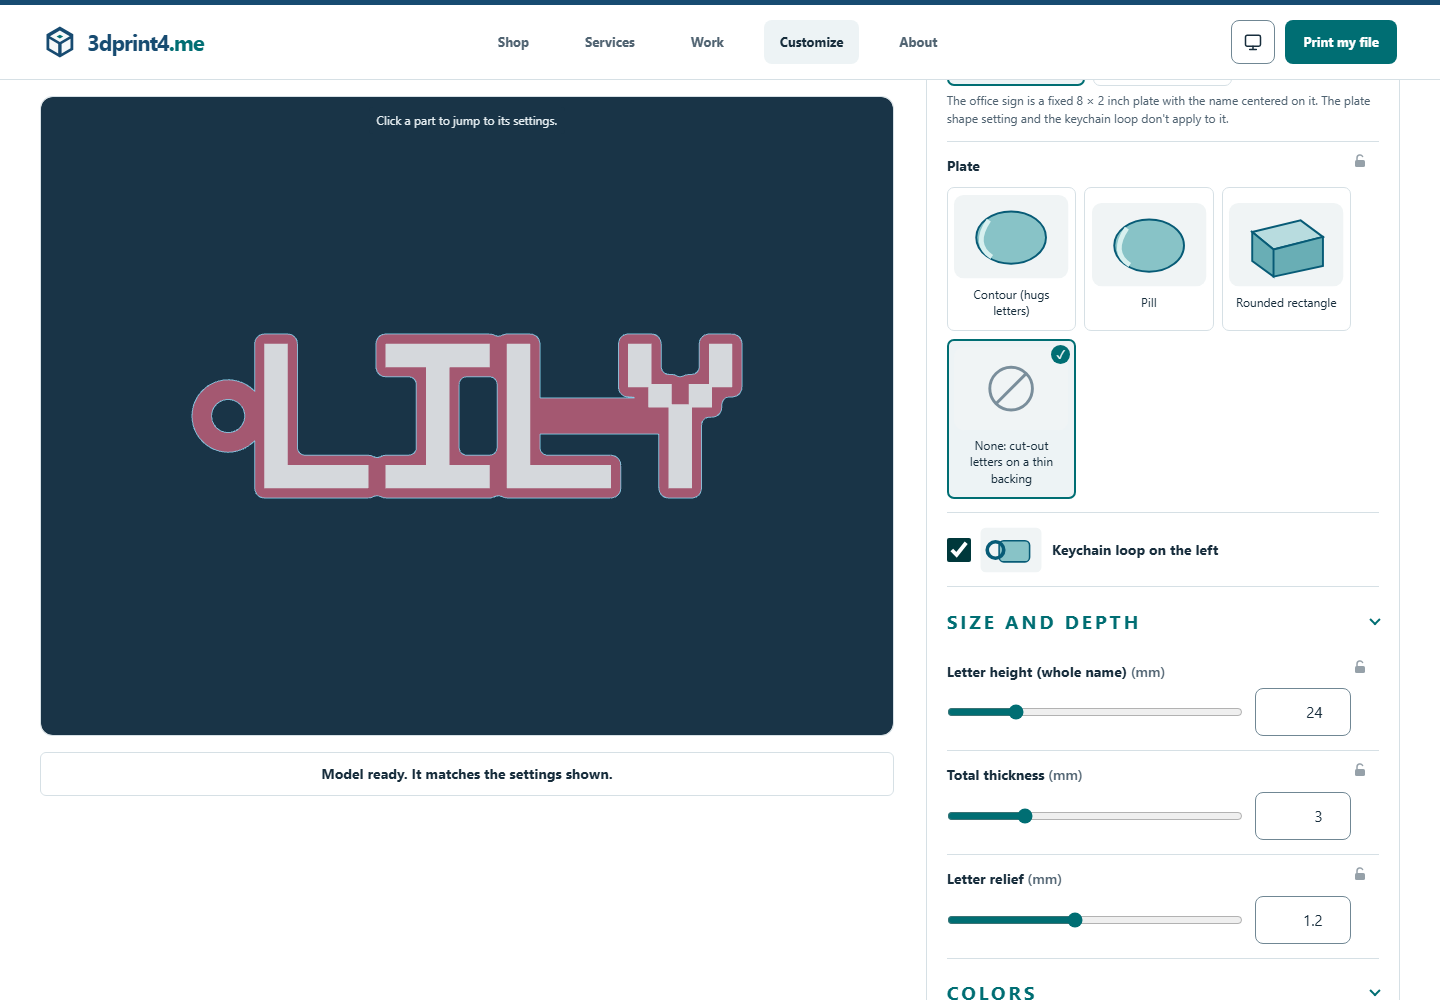 3dprint4.me
Shop
Services
Work
Customize
About
Print my file
Click a part to jump to its settings.
LILY
Model ready. It matches the settings shown.
The office sign is a fixed 8 × 2 inch plate with the name centered on it. The plate
shape setting and the keychain loop don't apply to it.
Plate
Contour (hugs
letters)
Pill
Rounded rectangle
None: cut-out
letters on a thin
backing
Keychain loop on the left
SIZE AND DEPTH
Letter height (whole name) (mm)
24
Total thickness (mm)
3
Letter relief (mm)
1.2
COLORS